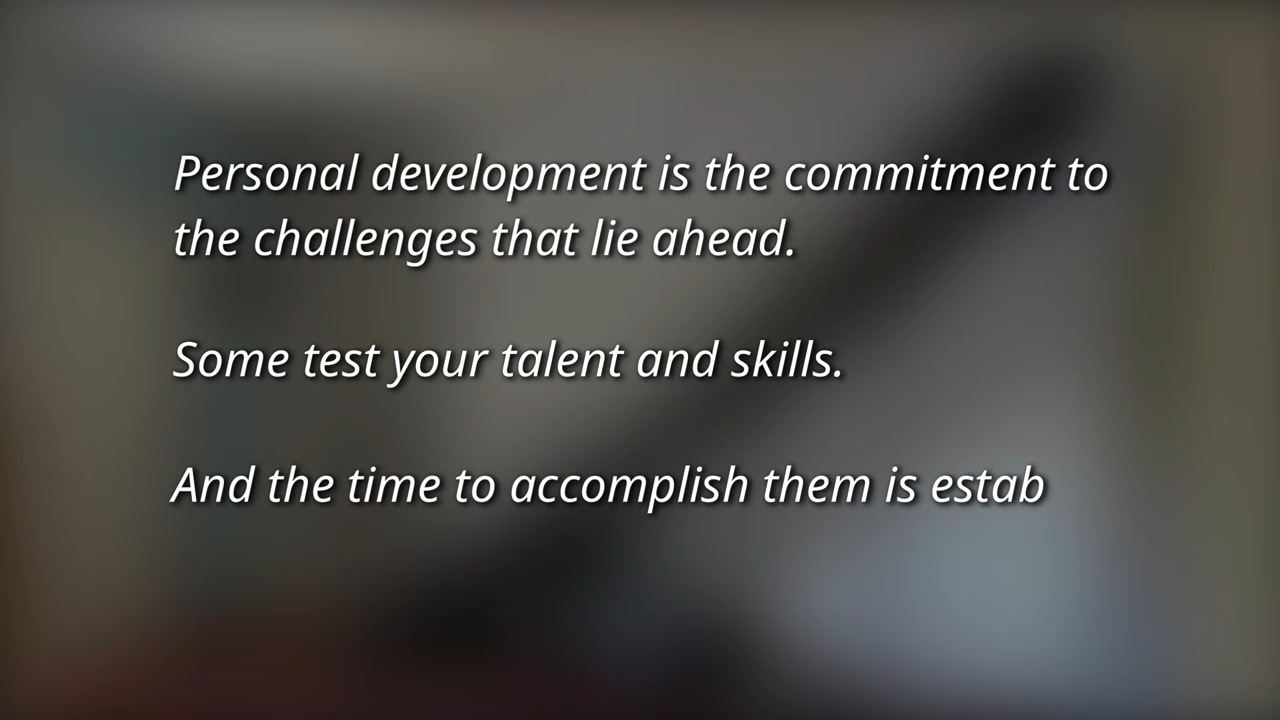 Personal development is the commitment to
the challenges that lie ahead.
Some test your talent and skills.
And the time to accomplish them is estab